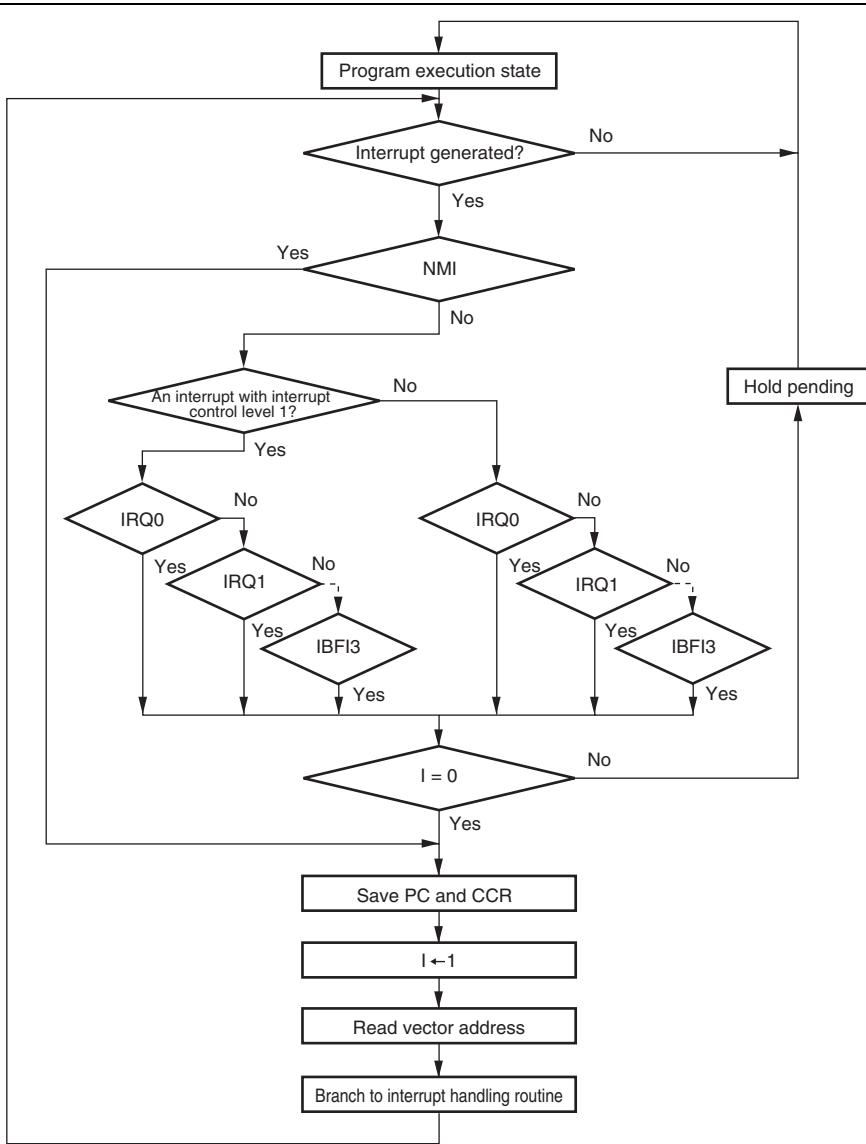 Program execution state
Interrupt generated?
No
Yes
Yes
NMI
No
An interrupt with interrupt
control level 1?
No
Hold pending
Yes
IRQ0
No
IRQ0
No
Yes
IRQ1
No
Yes
IRQ1
No
Yes
IBFI3
Yes
IBFI3
Yes
Yes
I = 0
No
Yes
Save PC and CCR
I ←1
Read vector address
Branch to interrupt handling routine